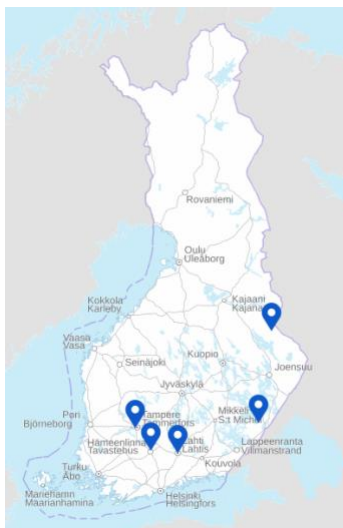 Rovaniemi
Oulu
Uleåborg
Kokkola
Karleby
Kajaani
Kajana
Vaasa
Vasa
Seinäjoki
Kuopio
Joensuu
Jyväskylä
Pori
Björneborg
Tampere
Tammerfors
Mikkeli
S:t Michel
Hämeenlinna
Tavastehus
Lahti
Lahtis
Lappeenranta
Villmanstrand
Kouvola
Turku
Åbo
Mariehamn
Maarianhamina
Helsinki
Helsingfors